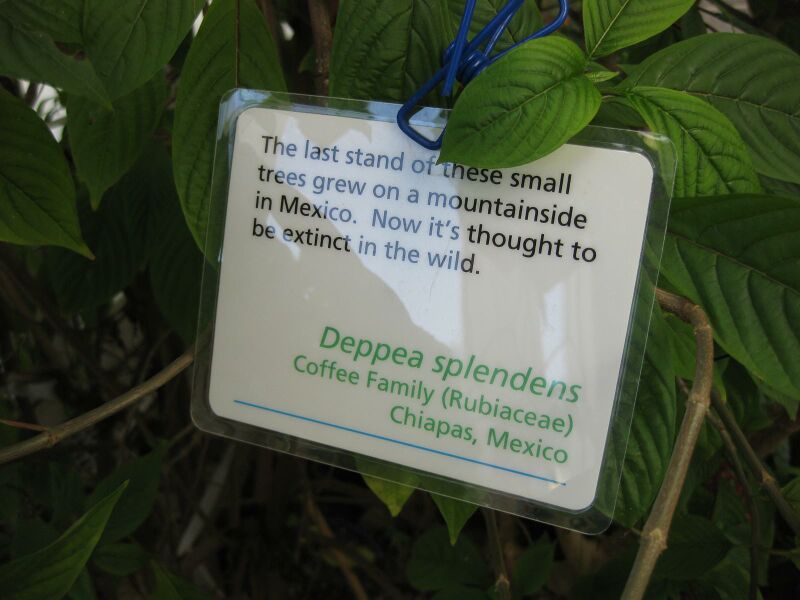 The last stand of these small
trees grew on a mountainside
in Mexico. Now it's thought to
be extinct in the wild.
Deppea splendens
Coffee Family (Rubiaceae)
Chiapas, Mexico